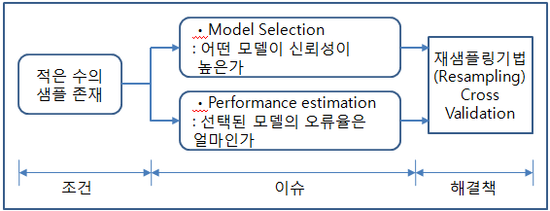 적은 수의
샘플 존재
• Model Selection
: 어떤 모델이 신뢰성이
높은가
• Performance estimation
: 선택된 모델의 오류율은
얼마인가
재샘플링기법
(Resampling)
Cross
Validation
조건
이슈
해결책